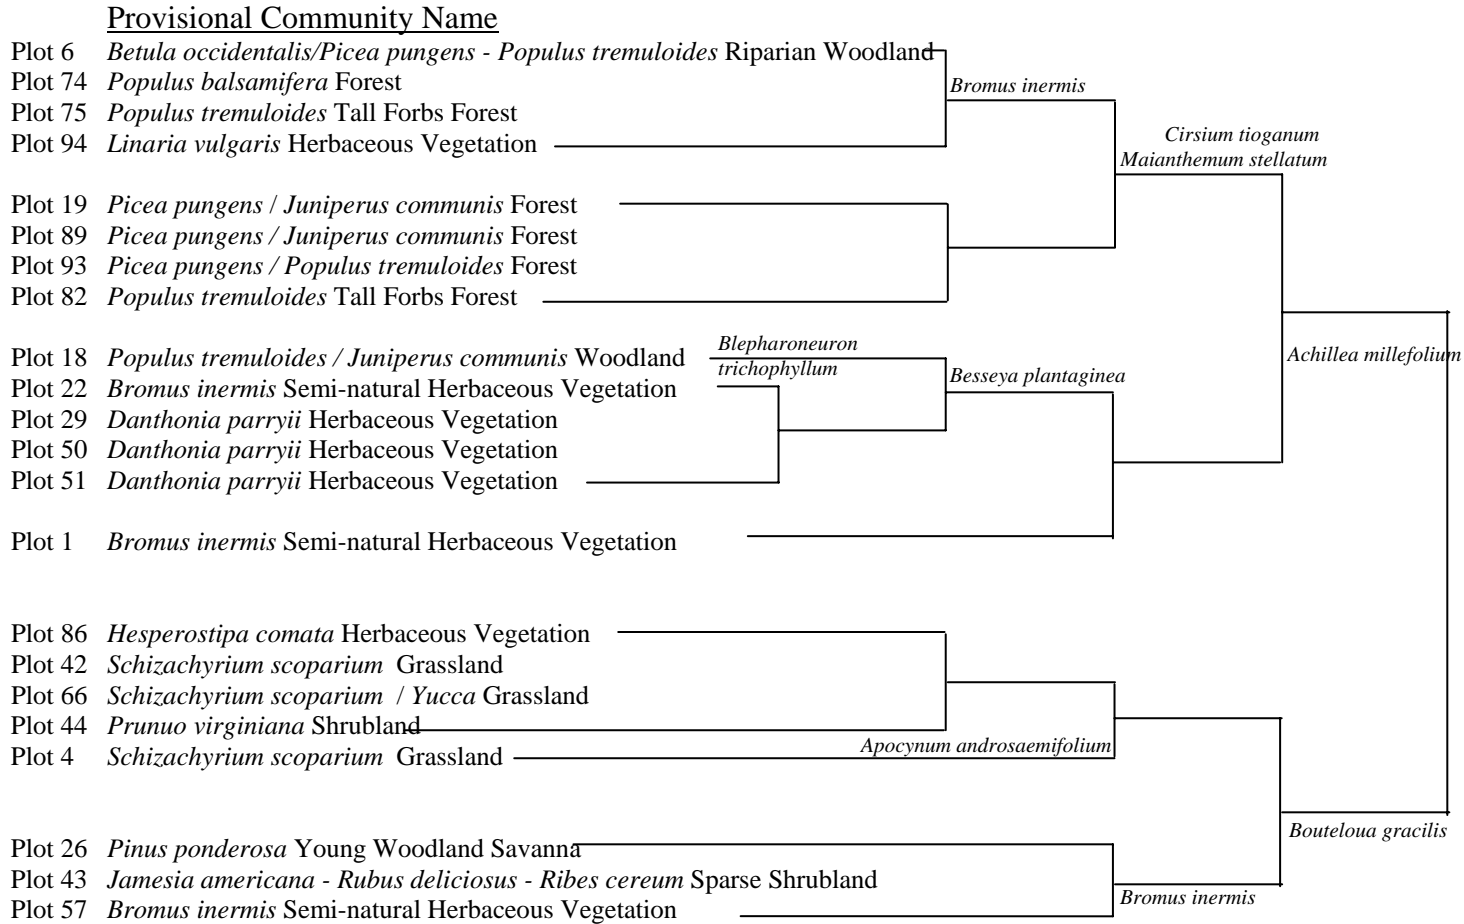 Provisional Community Name
Plot 6 Betula occidentalis/Picea pungens - Populus tremuloides Riparian Woodland
Plot 74 Populus balsamifera Forest
Bromus inermis
Plot 75 Populus tremuloides Tall Forbs Forest
Plot 94 Linaria vulgaris Herbaceous Vegetation
Cirsium tioganum
Maianthemum stellatum
Plot 19 Picea pungens / Juniperus communis Forest
Plot 89 Picea pungens / Juniperus communis Forest
Plot 93 Picea pungens / Populus tremuloides Forest
Plot 82 Populus tremuloides Tall Forbs Forest
Plot 18 Populus tremuloides / Juniperus communis Woodland
Blepharoneuron
trichophyllum
Besseya plantaginea
Achillea millefolium
Plot 22 Bromus inermis Semi-natural Herbaceous Vegetation
Plot 29 Danthonia parryii Herbaceous Vegetation
Plot 50 Danthonia parryii Herbaceous Vegetation
Plot 51 Danthonia parryii Herbaceous Vegetation
Plot 1 Bromus inermis Semi-natural Herbaceous Vegetation
Plot 86 Hesperostipa comata Herbaceous Vegetation
Plot 42 Schizachyrium scoparium Grassland
Plot 66 Schizachyrium scoparium / Yucca Grassland
Plot 44 Prunuo virginiana Shrubland
Plot 4 Schizachyrium scoparium Grassland
Apocynum androsaemifolium
Bouteloua gracilis
Plot 26 Pinus ponderosa Young Woodland Savanna
Plot 43 Jamesia americana - Rubus deliciosus - Ribes cereum Sparse Shrubland
Bromus inermis
Plot 57 Bromus inermis Semi-natural Herbaceous Vegetation